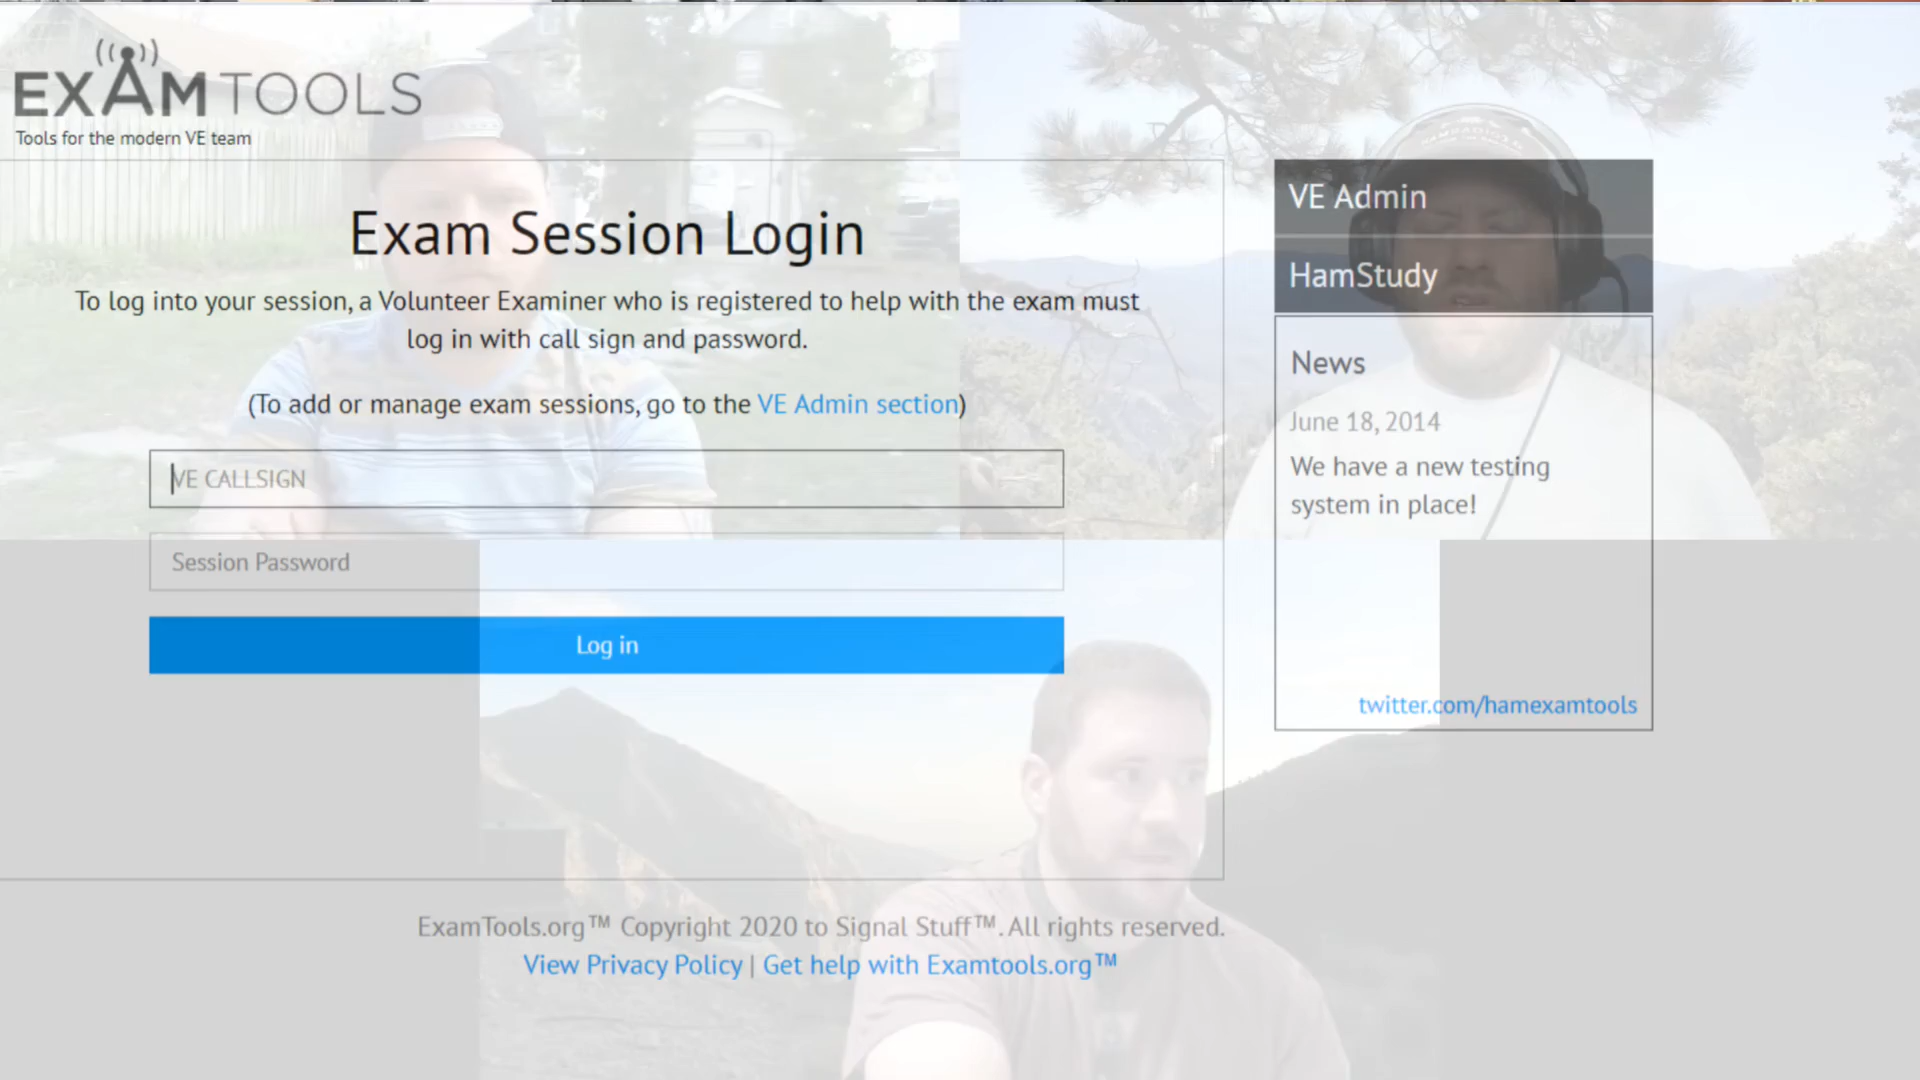 EXAMTOOLS
Tools for the modern VE team
Exam Session Login
To log into your session, a Volunteer Examiner who is registered to help with the exam must
log in with call sign and password.
(To add or manage exam sessions, go to the VE Admin section)
VE CALLSIGN
Session Password
Log in
VE Admin
HamStudy
News
June 18, 2014
We have a new testing
system in place!
twitter.com/hamexamtools
ExamTools.org™ Copyright 2020 to Signal Stuff™. All rights reserved.
View Privacy Policy | Get help with Examtools.org™